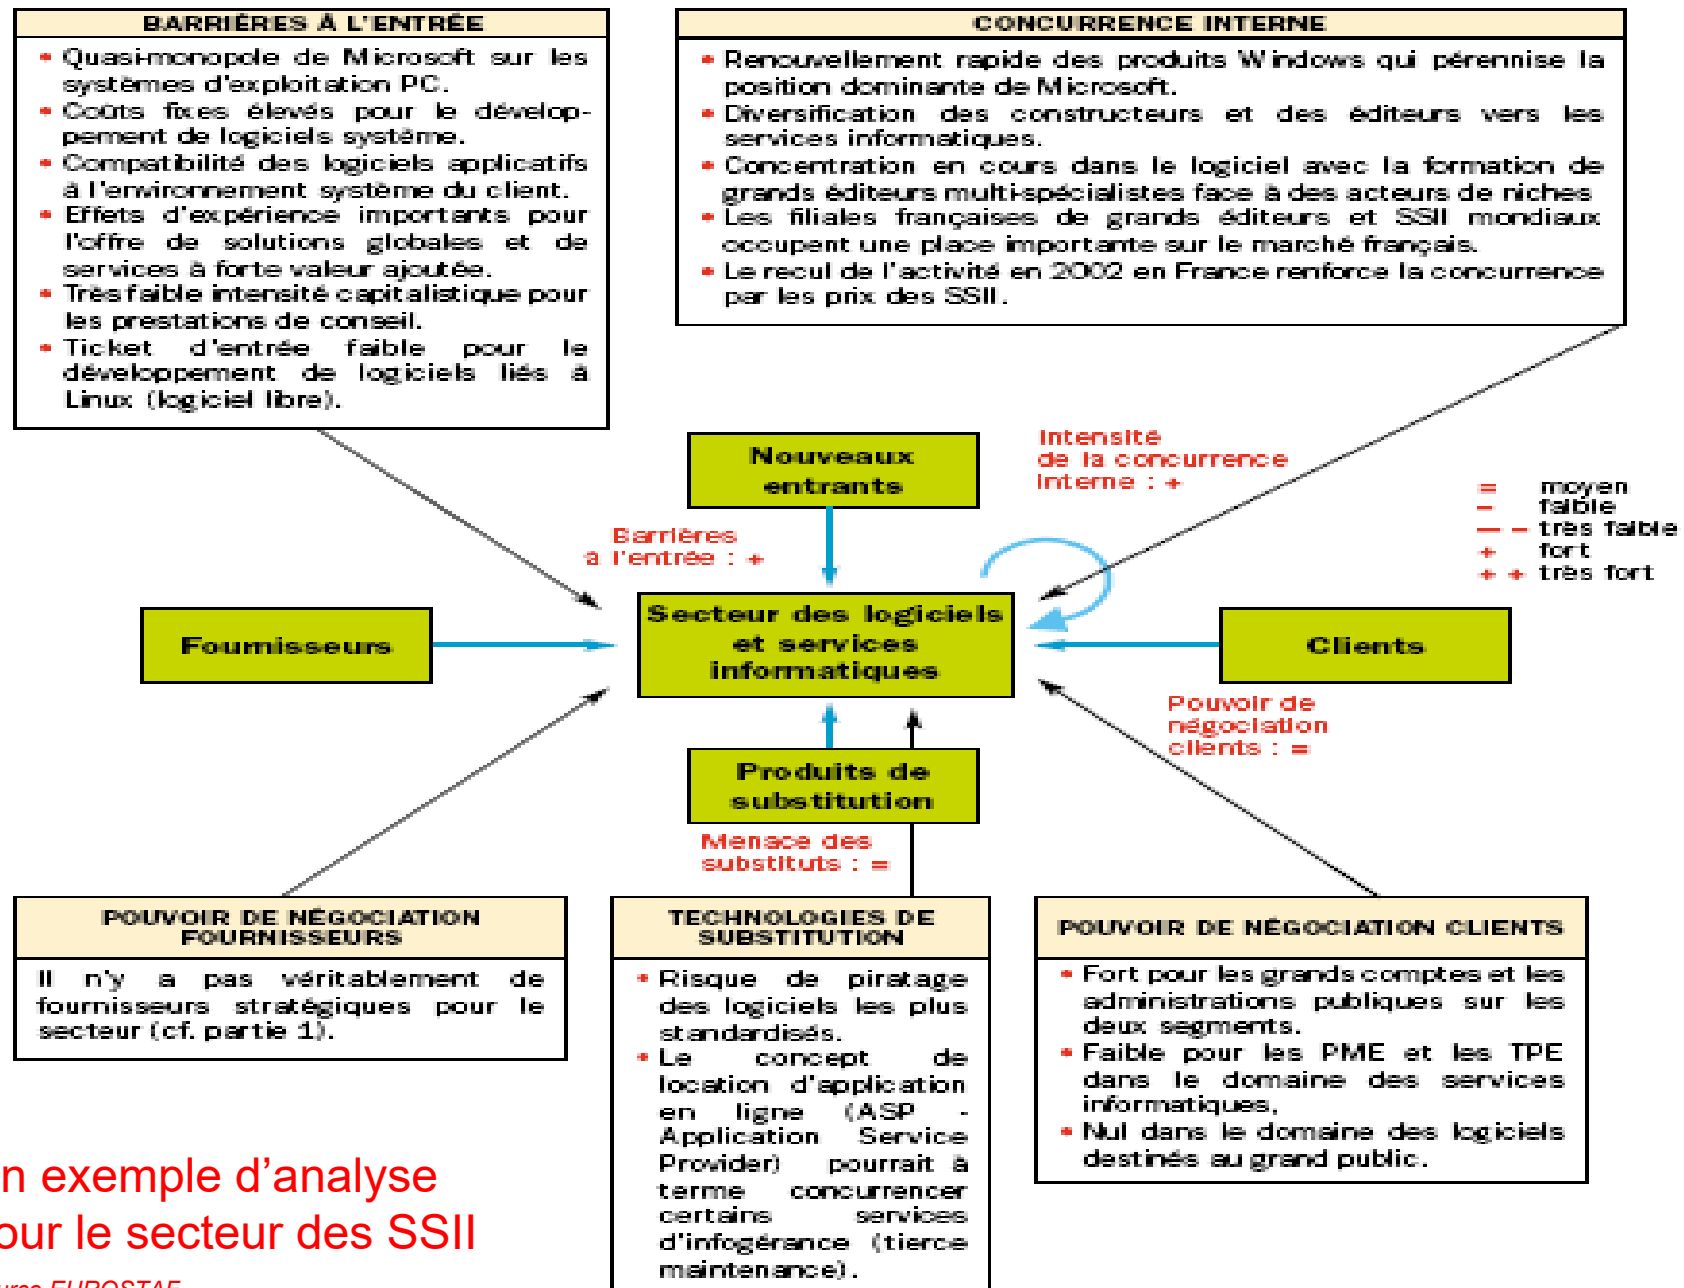 BARRIÈRES À L'ENTRÉE
• Quasi-monopole de Microsoft sur les
systèmes d'exploitation PC.
• Coûts fixes élevés pour le dévelop-
pement de logiciels système.
• Compatibilité des logiciels applicatifs
à l'environnement système du client.
• Effets d'expérience importants pour
l'offre de solutions globales et de
services à forte valeur ajoutée.
• Très faible intensité capitalistique pour
les prestations de conseil.
• Ticket d'entrée faible pour le
développement de logiciels liés à
Linux (logiciel libre).
CONCURRENCE INTERNE
• Renouvellement rapide des produits Windows qui pérennise la
position dominante de Microsoft.
• Diversification des constructeurs et des éditeurs vers les
services informatiques.
• Concentration en cours dans le logiciel avec la formation de
grands éditeurs multi-spécialistes face à des acteurs de niches
• Les filiales françaises de grands éditeurs et SSII mondiaux
occupent une place importante sur le marché français.
• Le recul de l'activité en 2002 en France renforce la concurrence
par les prix des SSII.
Nouveaux
entrants
Intensité
de la concurrence
interne : +
= moyen
– faible
– – très faible
+ fort
+ + très fort
Barrières
à l'entrée : +
Fournisseurs
Secteur des logiciels
et services
informatiques
Clients
Pouvoir de
négociation
clients : =
Produits de
substitution
Menace des
substituts : =
POUVOIR DE NÉGOCIATION
FOURNISSEURS
Il n'y a pas véritablement de
fournisseurs stratégiques pour le
secteur (cf. partie 1).
TECHNOLOGIES DE
SUBSTITUTION
• Risque de piratage
des logiciels les plus
standardisés.
• Le concept de
location d'application
en ligne (ASP -
Application Service
Provider) pourrait à
terme concurrencer
certains services
d'infogérance (tierce
maintenance).
POUVOIR DE NÉGOCIATION CLIENTS
• Fort pour les grands comptes et les
administrations publiques sur les
deux segments.
• Faible pour les PME et les TPE
dans le domaine des services
informatiques,
• Nul dans le domaine des logiciels
destinés au grand public.
n exemple d'analyse
our le secteur des SSII